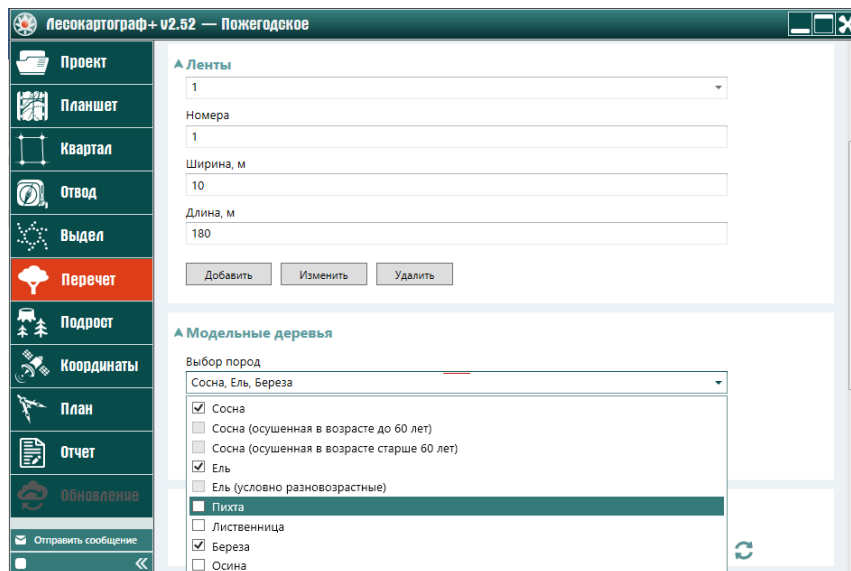 Лесокартограф+ v2.52 — Пожегодское
Проект
Планшет
Квартал
Отвод
Выдел
Перечет
Подрост
Координаты
План
Отчет
Обновление
Отправить сообщение
Ленты
1
Номера
1
Ширина, м
10
Длина, м
180
Добавить Изменить Удалить
Модельные деревья
Выбор пород
Сосна, Ель, Береза
Сосна
Сосна (осушенная в возрасте до 60 лет)
Сосна (осушенная в возрасте старше 60 лет)
Ель
Ель (условно разновозрастные)
Пихта
Лиственница
Береза
Осина